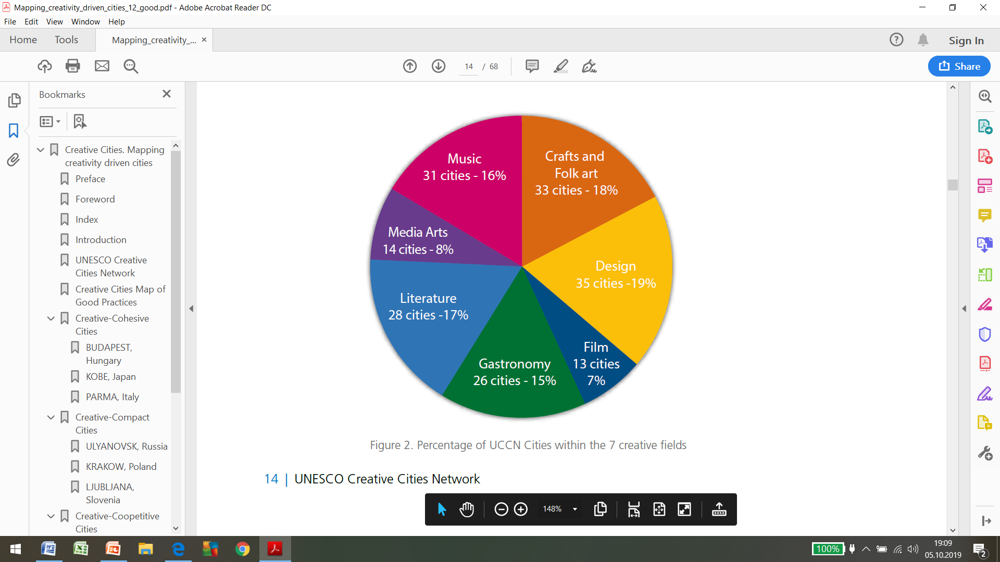 Mapping_creativity_driven_cities_12_good.pdf - Adobe Acrobat Reader DC
File Edit View Window Help
Home Tools Mapping_creativity_... × ? Sign In
14 / 68
Share
Bookmarks
Creative Cities. Mapping
creativity driven cities
Preface
Foreword
Index
Introduction
UNESCO Creative
Cities Network
Creative Cities Map of
Good Practices
Creative-Cohesive
Cities
BUDAPEST,
Hungary
KOBE, Japan
PARMA, Italy
Creative-Compact
Cities
ULYANOVSK, Russia
KRAKOW, Poland
LJUBLJANA,
Slovenia
Creative-Coopetitive
Cities
Music
31 cities - 16%
Crafts and
Folk art
33 cities - 18%
Media Arts
14 cities - 8%
Design
35 cities -19%
Literature
28 cities -17%
Film
13 cities
7%
Gastronomy
26 cities - 15%
Figure 2. Percentage of UCCN Cities within the 7 creative fields
14 | UNESCO Creative Cities Network
148%
100%
19:09
05.10.2019
2